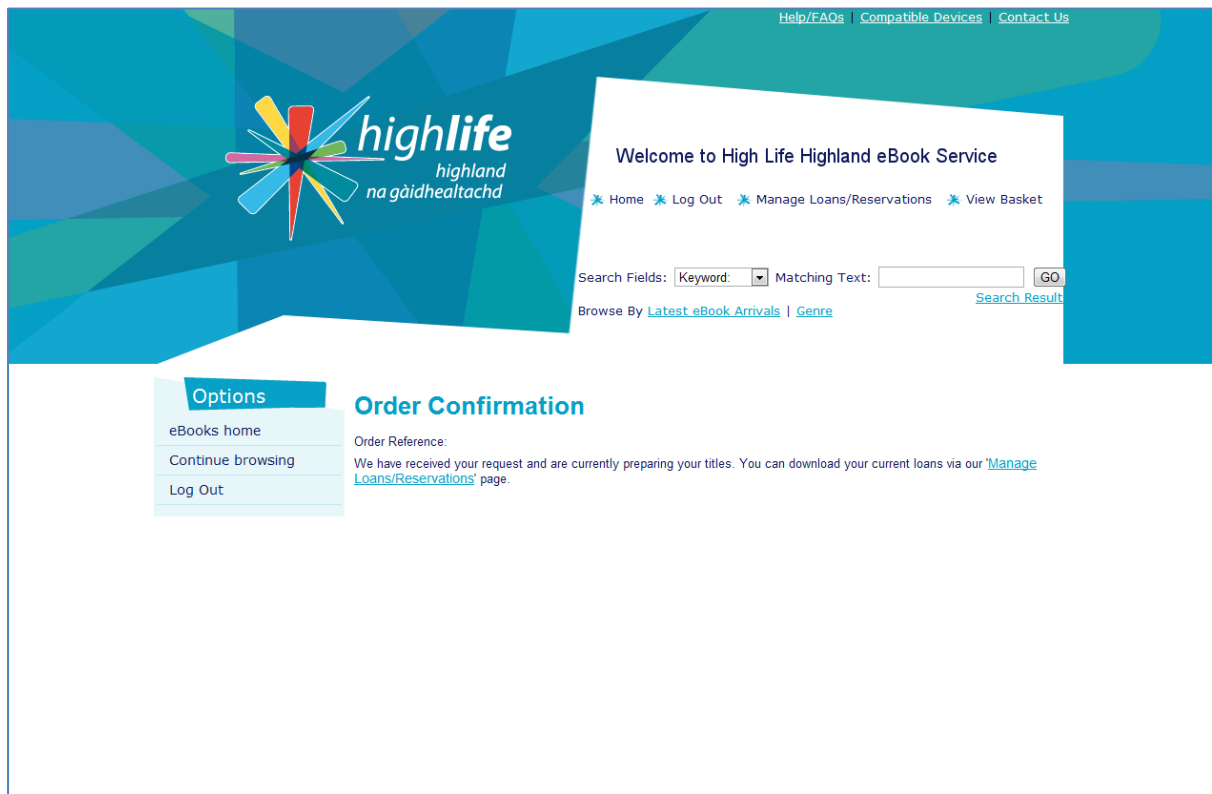 Help/FAQs | Compatible Devices | Contact Us
highlife
highland
na gàidhealtachd
Welcome to High Life Highland eBook Service
Home Log Out Manage Loans/Reservations View Basket
Search Fields: Keyword: Matching Text: GO
Search Result
Browse By Latest eBook Arrivals | Genre
Options
eBooks home
Continue browsing
Log Out
Order Confirmation
Order Reference:
We have received your request and are currently preparing your titles. You can download your current loans via our 'Manage
Loans/Reservations' page.